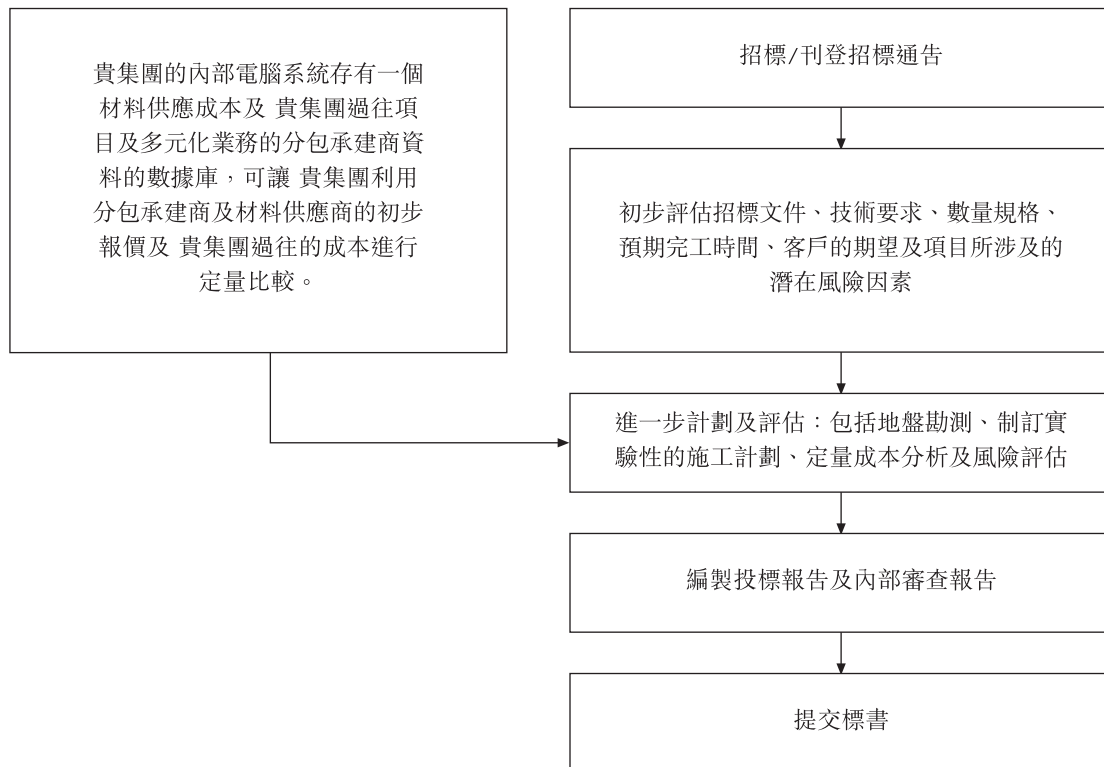 貴集團的內部電腦系統存有一個
材料供應成本及 貴集團過往項
目及多元化業務的分包承建商資
料的數據庫，可讓 貴集團利用
分包承建商及材料供應商的初步
報價及 貴集團過往的成本進行
定量比較。
招標/刊登招標通告
初步評估招標文件、技術要求、數量規格、
預期完工時間、客戶的期望及項目所涉及的
潛在風險因素
進一步計劃及評估：包括地盤勘測、制訂實
驗性的施工計劃、定量成本分析及風險評估
編製投標報告及內部審查報告
提交標書